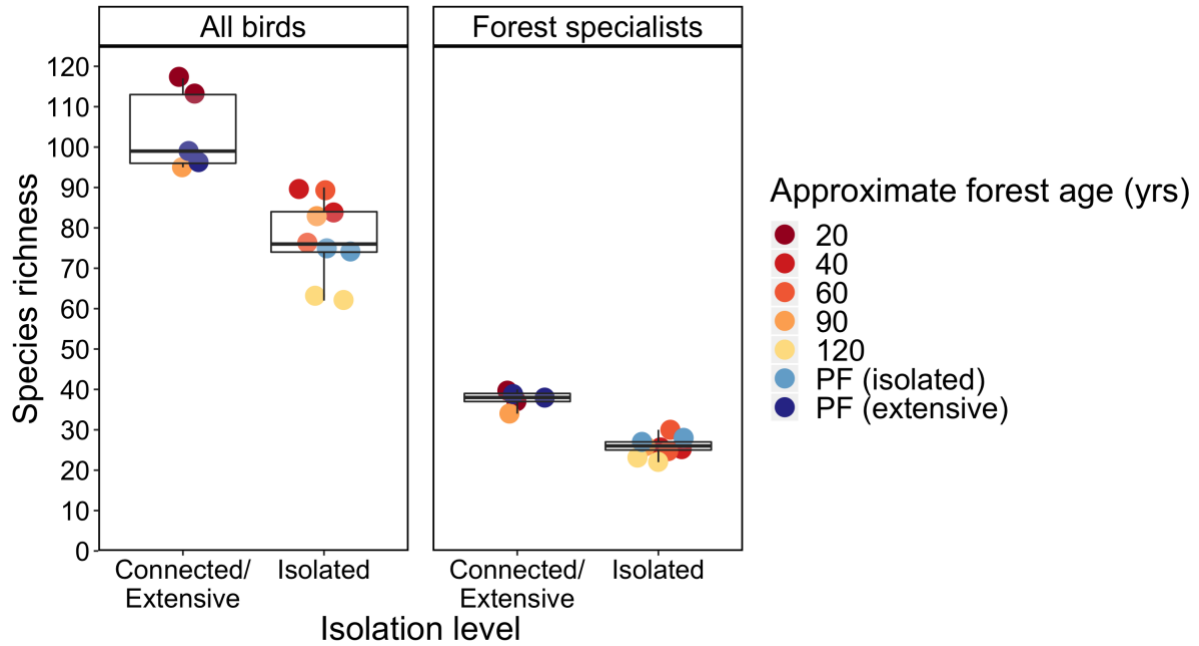 All birds
Forest specialists
Species richness
120
110
100
90
80
70
60
50
40
30
20
10
0
Connected/
Extensive
Isolated
Connected/
Extensive
Isolated
Isolation level
Approximate forest age (yrs)
20
40
60
90
120
PF (isolated)
PF (extensive)